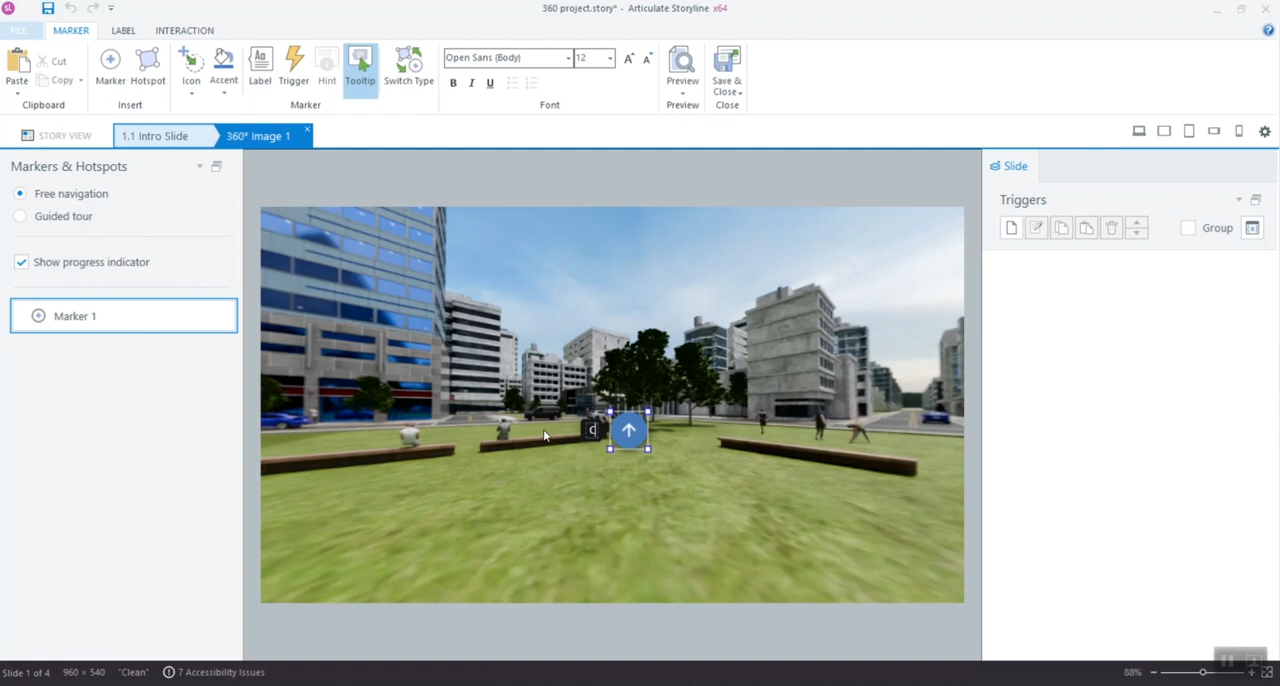 sl
360 project.story* - Articulate Storyline x64
FILE MARKER LABEL INTERACTION
Paste Cut Copy Clipboard
Marker Hotspot Insert
Icon Accent Label Trigger Hint Tooltip Switch Type Marker
Open Sans (Body) 12
B I U Font
Preview Preview
Save & Close Close
STORY VIEW 1.1 Intro Slide 360° Image 1
Markers & Hotspots
Free navigation
Guided tour
Show progress indicator
Marker 1
C
Slide
Triggers
Group
Slide 1 of 4 960 × 540 "Clean" 7 Accessibility Issues 88%